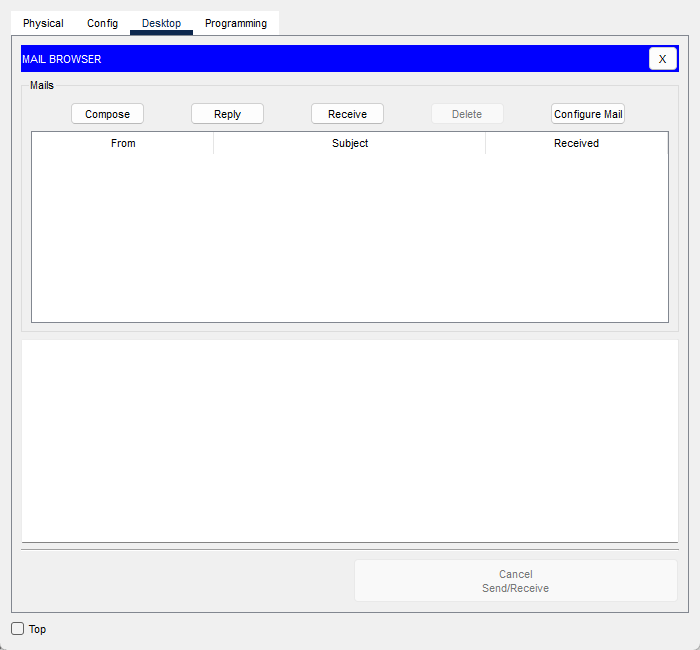 Physical Config Desktop Programming
MAIL BROWSER X
Mails
Compose Reply Receive Delete Configure Mail
From Subject Received
Cancel
Send/Receive
Top